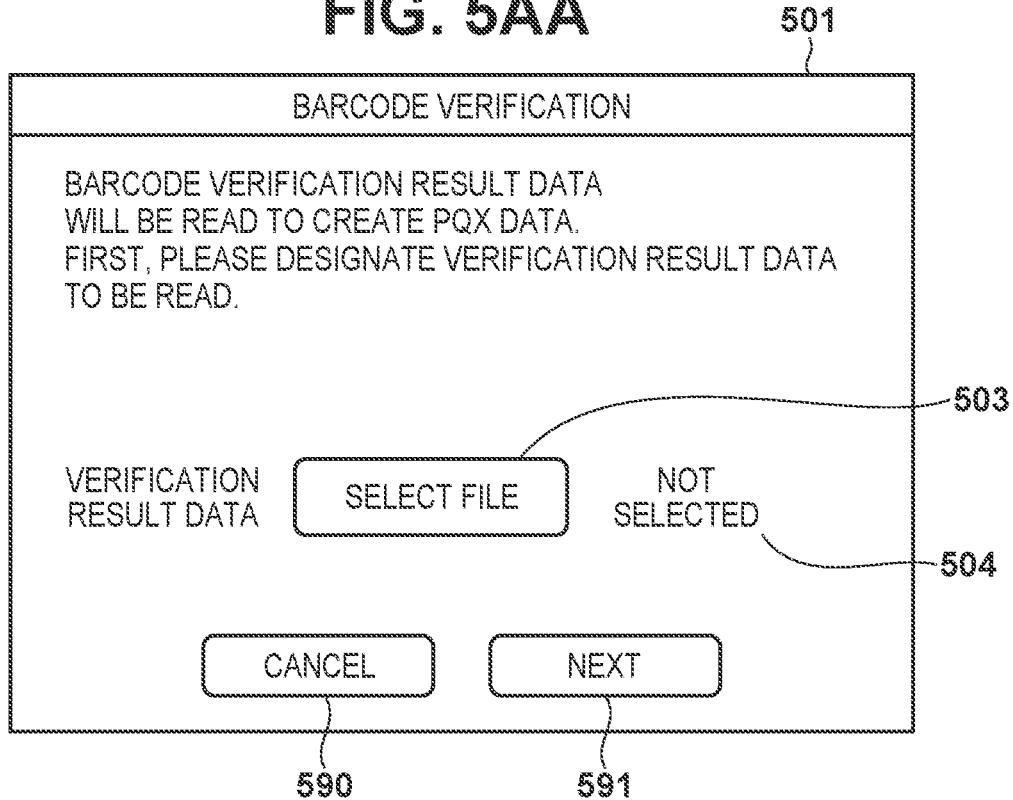 FIG. 5AA
501
BARCODE VERIFICATION
BARCODE VERIFICATION RESULT DATA
WILL BE READ TO CREATE PQX DATA.
FIRST, PLEASE DESIGNATE VERIFICATION RESULT DATA
TO BE READ.
503
VERIFICATION
RESULT DATA
SELECT FILE
NOT
SELECTED
504
CANCEL
NEXT
590
591